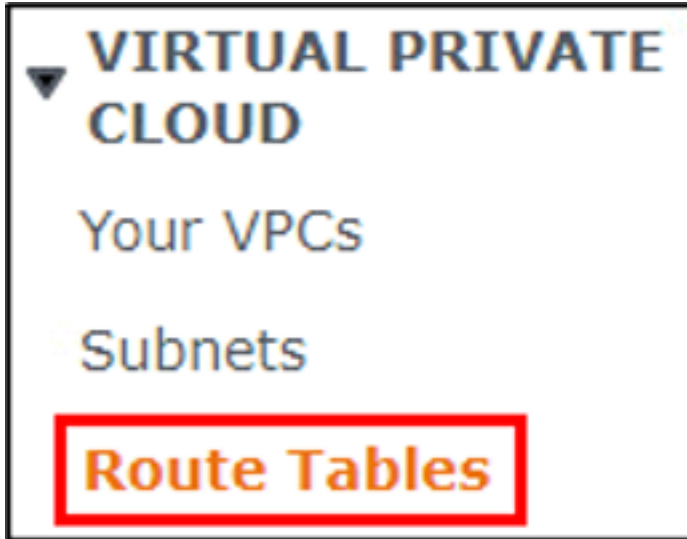 VIRTUAL PRIVATE
CLOUD
Your VPCs
Subnets
Route Tables